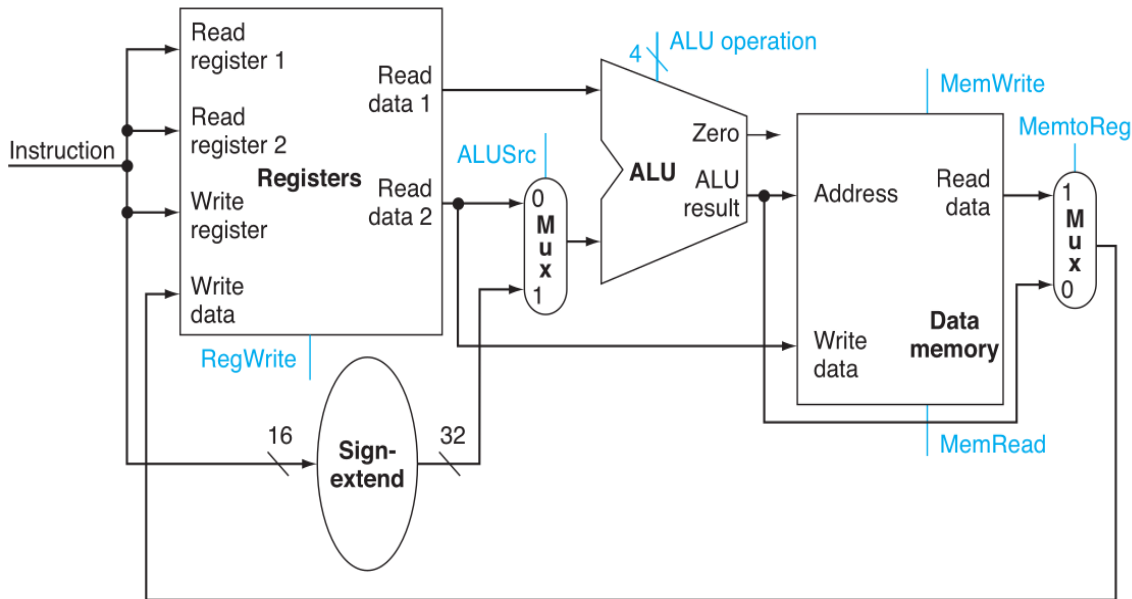 Instruction
Read
register 1
Read
register 2
Write
register
Write
data
Registers
Read
data 1
Read
data 2
RegWrite
16
Sign-
extend
32
ALUSrc
0
M
u
x
1
4
ALU operation
Zero
ALU
ALU
result
MemWrite
Address
Read
data
Write
data
Data
memory
MemRead
MemtoReg
1
M
u
x
0